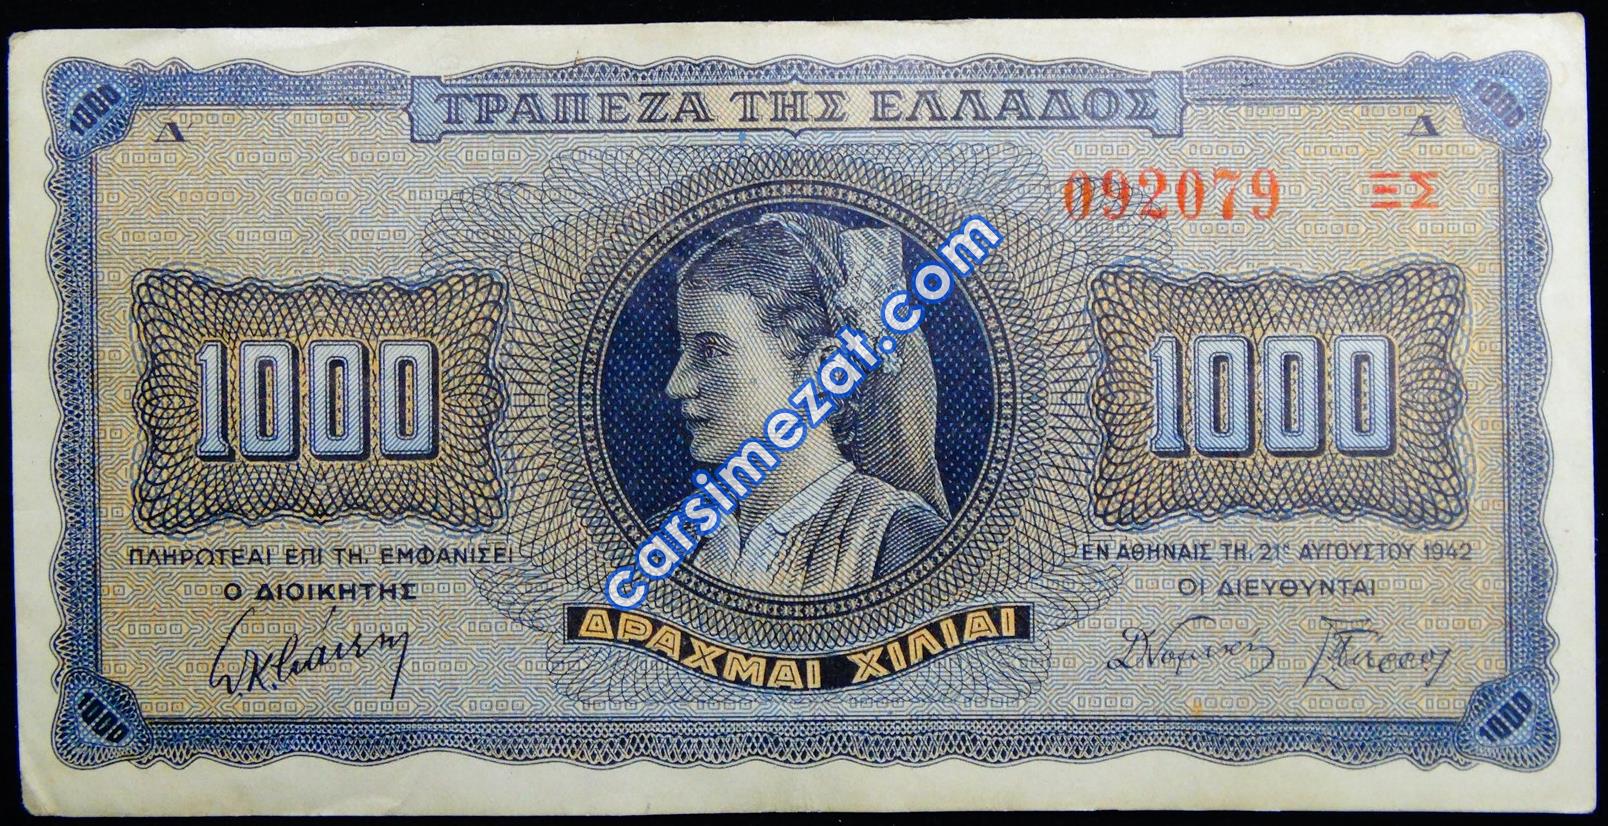 1000
1000
ΤΡΑΠΕΖΑ ΤΗΣ ΕΛΛΑΔΟΣ
Δ
Δ
092079 ΞΣ
1000
1000
ΠΛΗΡΩΤΕΑΙ ΕΠΙ ΤΗ, ΕΜΦΑΝΙΣΕΙ
Ο ΔΙΟΙΚΗΤΗΣ
ΕΝ ΑΘΗΝΑΙΣ ΤΗ, 21ῃ ΑΥΓΟΥΣΤΟΥ 1942
ΟΙ ΔΙΕΥΘΥΝΤΑΙ
ΔΡΑΧΜΑΙ ΧΙΛΙΑΙ
1000
1000
carsimezat.com